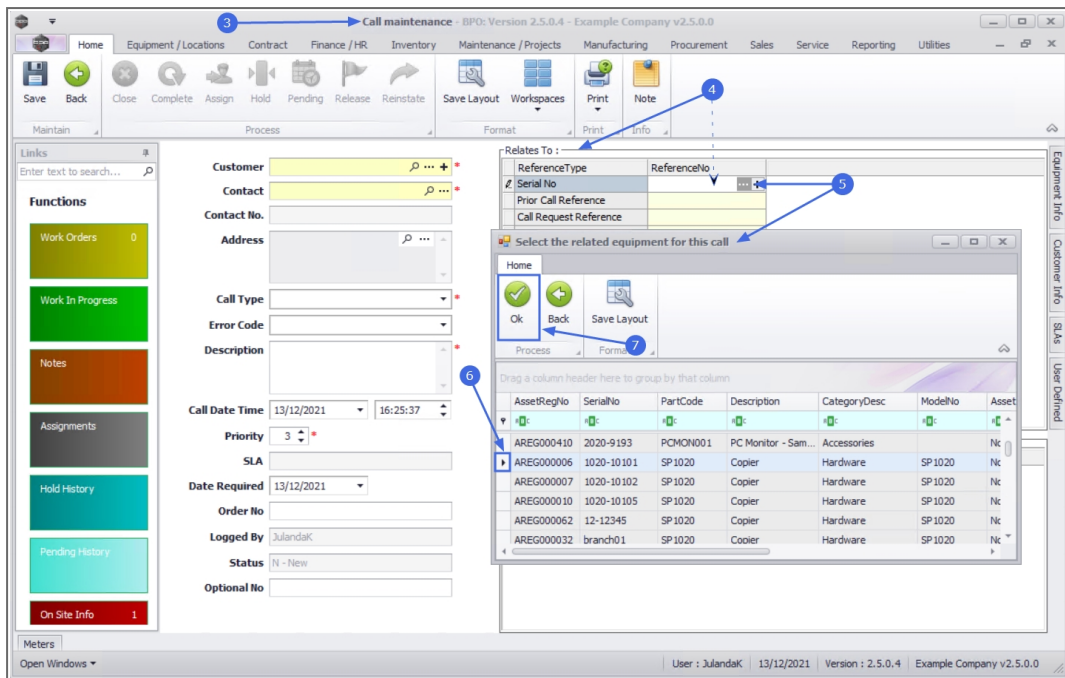 3
Call maintenance - BPO: Version 2.5.0.4 - Example Company v2.5.0.0
Home Equipment / Locations Contract Finance / HR Inventory Maintenance / Projects Manufacturing Procurement Sales Service Reporting Utilities
Save Back Close Complete Assign Hold Pending Release Reinstate Save Layout Workspaces Print Note
4
Maintain Process Format Print Info
Links
Enter text to search...
Functions
Work Orders 0
Work In Progress
Notes
Assignments
Hold History
Pending History
On Site Info 1
Customer *
Contact *
Contact No.
Address
Call Type *
Error Code
Description *
Call Date Time 13/12/2021 16:25:37
Priority 3 *
SLA
Date Required 13/12/2021
Order No
Logged By JulandaK
Status N - New
Optional No
Relates To :
ReferenceType ReferenceNo
Serial No
5
Prior Call Reference
Call Request Reference
Select the related equipment for this call
Home
Ok Back Save Layout
7
Process Format
6
Drag a column header here to group by that column
AssetRegNo SerialNo PartCode Description CategoryDesc ModelNo Asset
AREG000410 2020-9193 PCMON001 PC Monitor - Sam... Accessories No
AREG000006 1020-10101 SP1020 Copier Hardware SP1020 No
AREG000007 1020-10102 SP1020 Copier Hardware SP1020 No
AREG000010 1020-10105 SP1020 Copier Hardware SP1020 No
AREG000062 12-12345 SP1020 Copier Hardware SP1020 No
AREG000032 branch01 SP1020 Copier Hardware SP1020 No
Equipment Info
Customer Info
SLAs
User Defined
Meters
Open Windows User : JulandaK 13/12/2021 Version : 2.5.0.4 Example Company v2.5.0.0